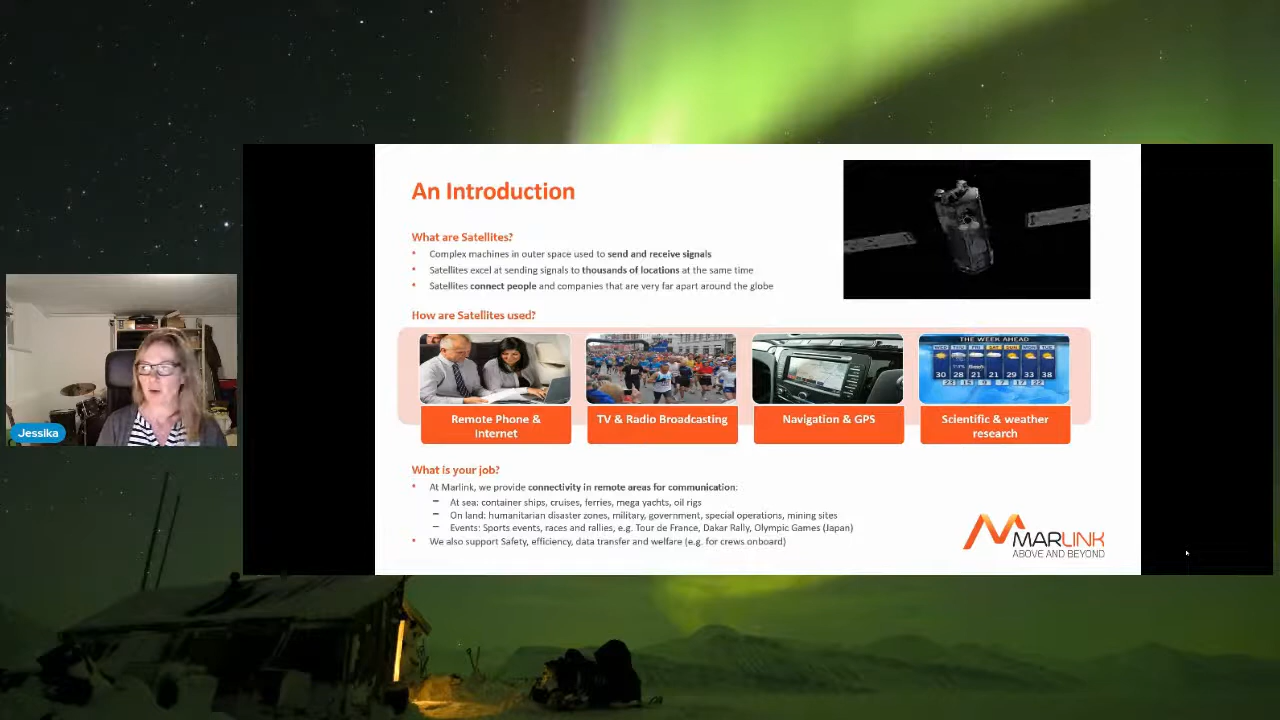 An Introduction
What are Satellites?
• Complex machines in outer space used to send and receive signals
• Satellites excel at sending signals to thousands of locations at the same time
• Satellites connect people and companies that are very far apart around the globe
How are Satellites used?
THE WEEK AHEAD
WED THU FRI SAT SUN MON TUE
30 28 21 21 29 33 38
Remote Phone &
Internet
TV & Radio Broadcasting
Navigation & GPS
Scientific & weather
research
Jessika
What is your job?
• At Marlink, we provide connectivity in remote areas for communication:
– At sea: container ships, cruises, ferries, mega yachts, oil rigs
– On land: humanitarian disaster zones, military, government, special operations, mining sites
– Events: Sports events, races and rallies, e.g. Tour de France, Dakar Rally, Olympic Games (Japan)
• We also support Safety, efficiency, data transfer and welfare (e.g. for crews onboard)
MARLINK
ABOVE AND BEYOND